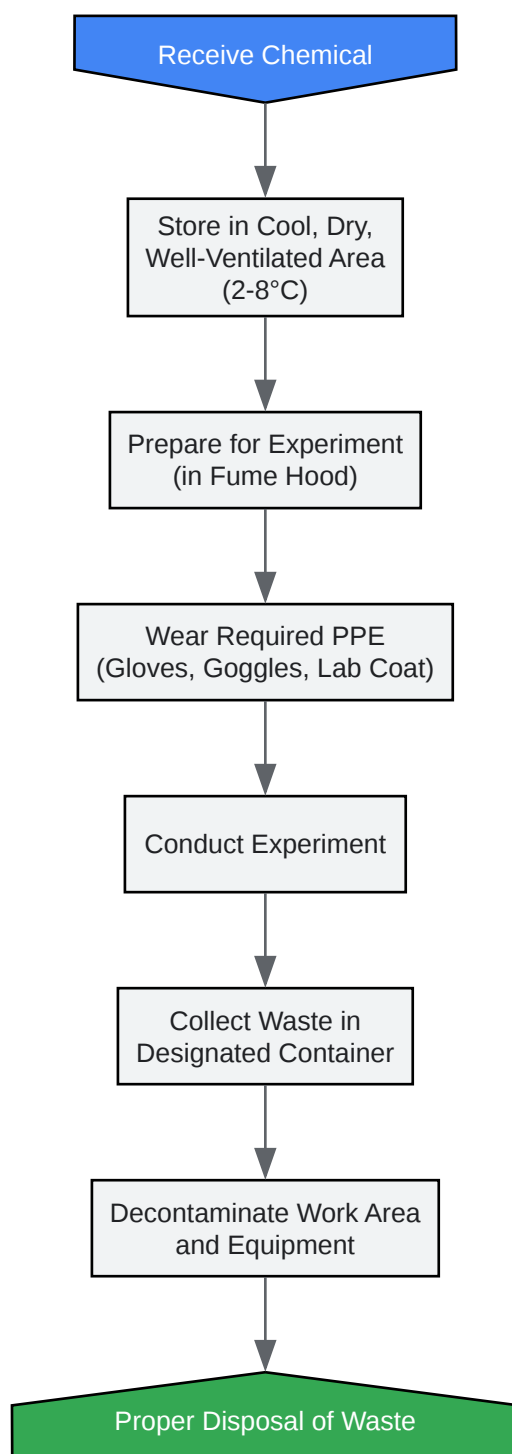 Receive Chemical
Store in Cool, Dry,
Well-Ventilated Area
(2-8°C)
Prepare for Experiment
(in Fume Hood)
Wear Required PPE
(Gloves, Goggles, Lab Coat)
Conduct Experiment
Collect Waste in
Designated Container
Decontaminate Work Area
and Equipment
Proper Disposal of Waste